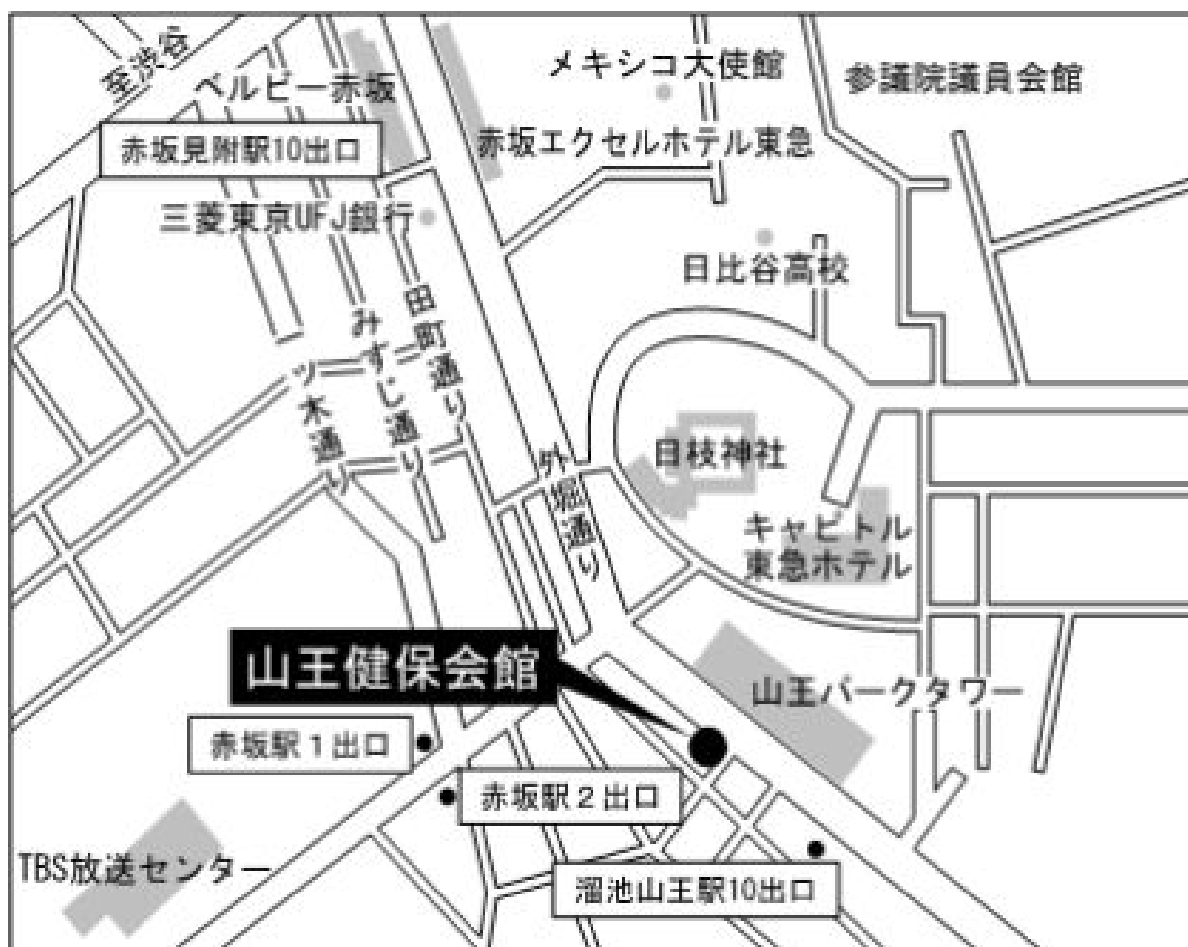 至渋谷
ベルビー赤坂
メキシコ大使館
参議院議員会館
赤坂見附駅10出口
赤坂エクセルホテル東急
三菱東京UFJ銀行
日比谷高校
田町通り
みすじ通り
ツ木通り
外堀通り
日枝神社
キャピトル
東急ホテル
山王健保会館
山王パークタワー
赤坂駅1出口
赤坂駅2出口
TBS放送センター
溜池山王駅10出口